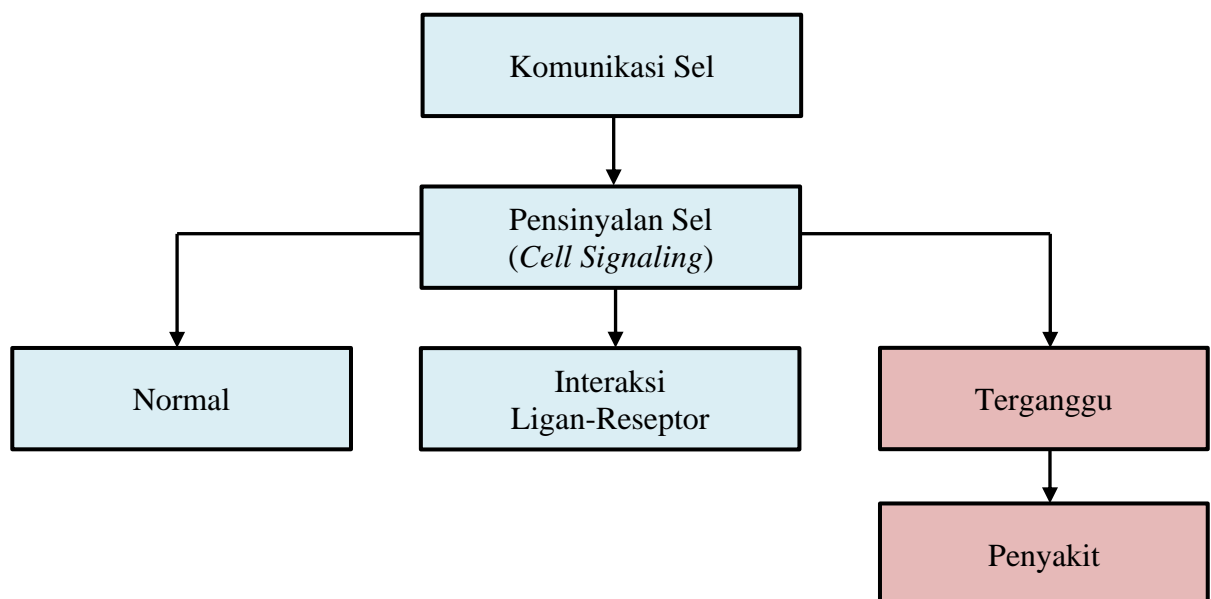 Komunikasi Sel
Pensinyalan Sel
(Cell Signaling)
Normal
Interaksi
Ligan-Reseptor
Terganggu
Penyakit